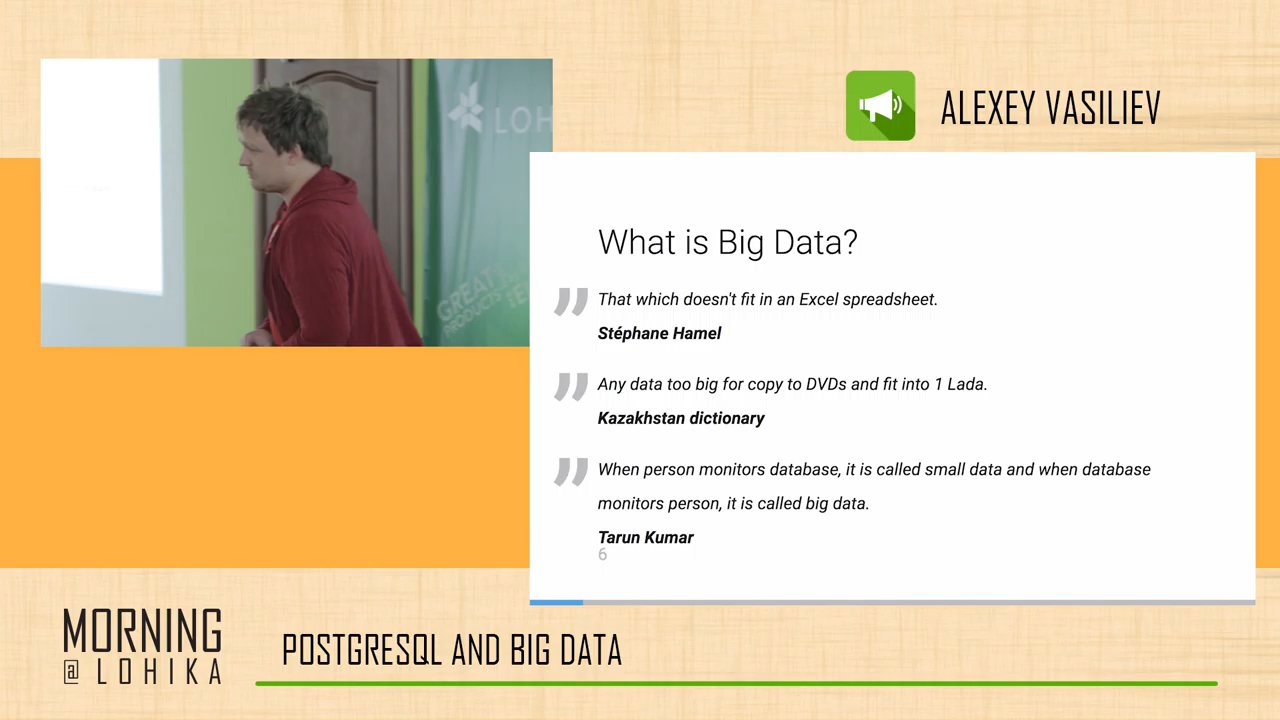 LOH
GREAT
PRODUCTS
ALEXEY VASILIEV
What is Big Data?
That which doesn't fit in an Excel spreadsheet.
Stéphane Hamel
Any data too big for copy to DVDs and fit into 1 Lada.
Kazakhstan dictionary
When person monitors database, it is called small data and when database
monitors person, it is called big data.
Tarun Kumar
6
MORNING
@ LOHIKA
POSTGRESQL AND BIG DATA